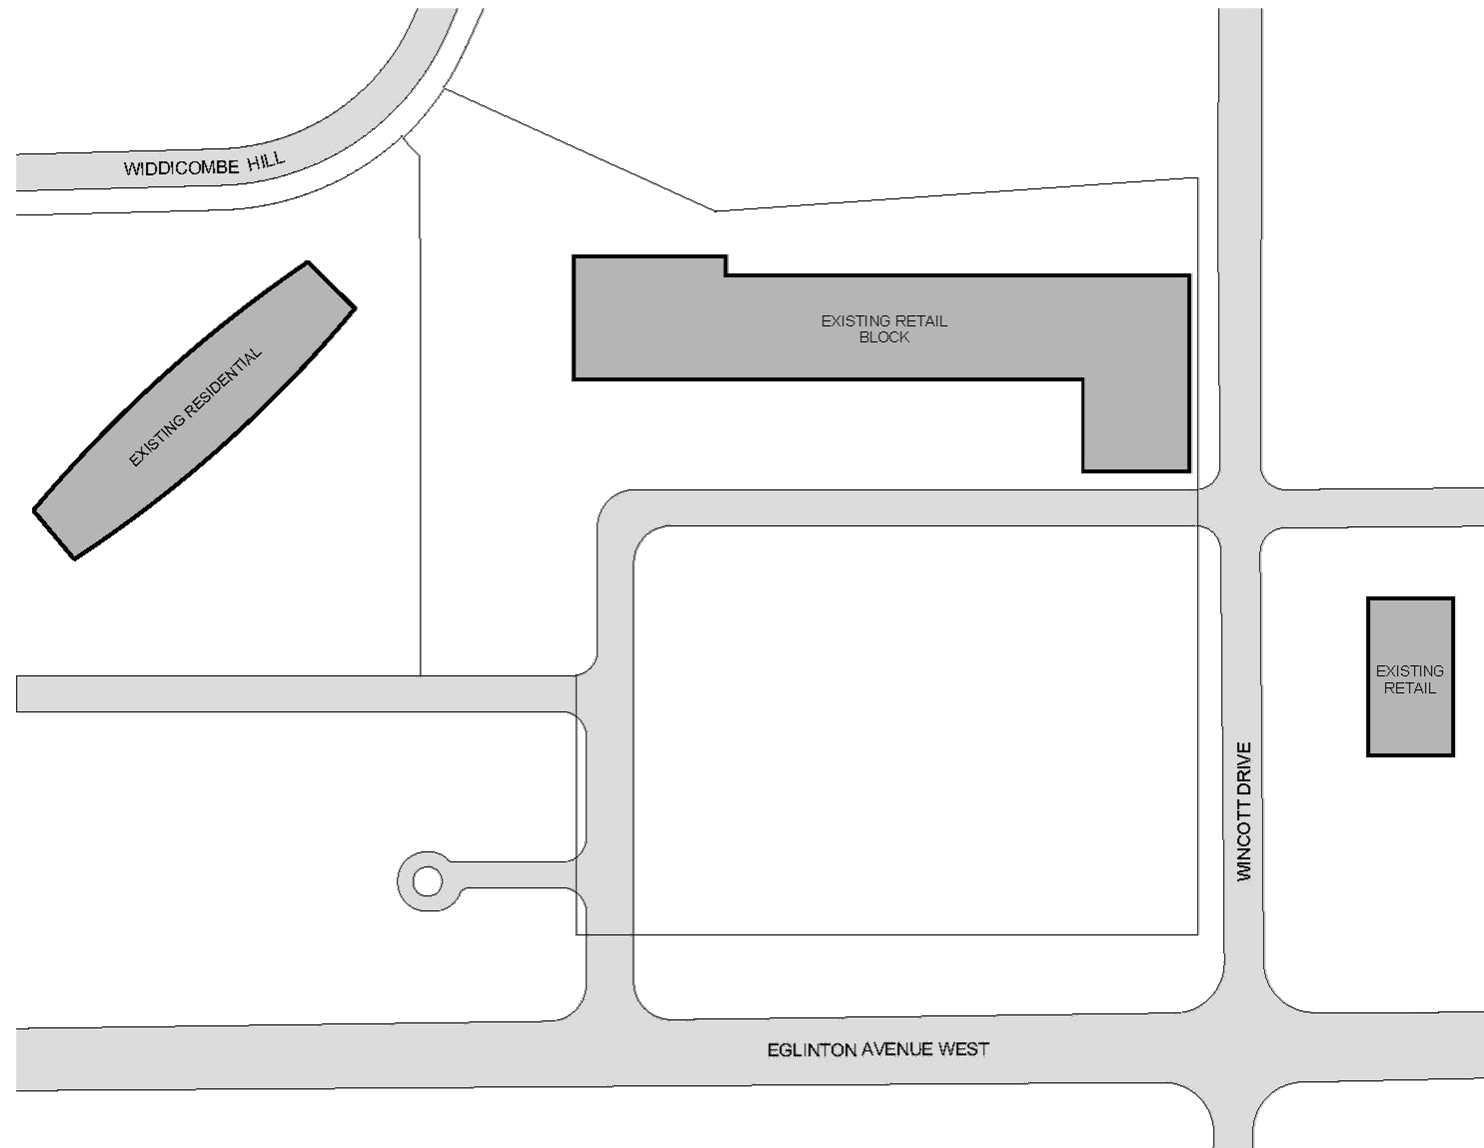 WIDDICOMBE HILL
EXISTING RETAIL
BLOCK
EXISTING RESIDENTIAL
EXISTING
RETAIL
WINCOTT DRIVE
EGLINTON AVENUE WEST